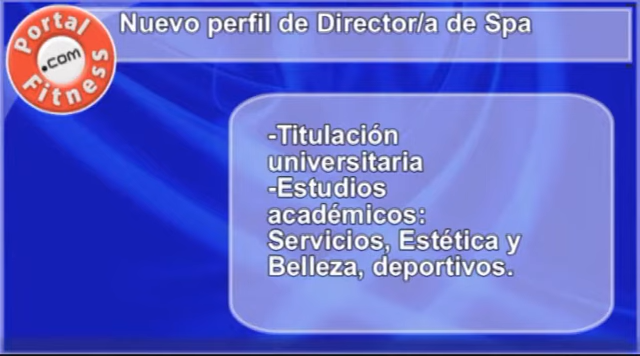 Nuevo perfil de Director/a de Spa
Portal
.com
Fitness
-Titulación
universitaria
-Estudios
académicos:
Servicios, Estética y
Belleza, deportivos.